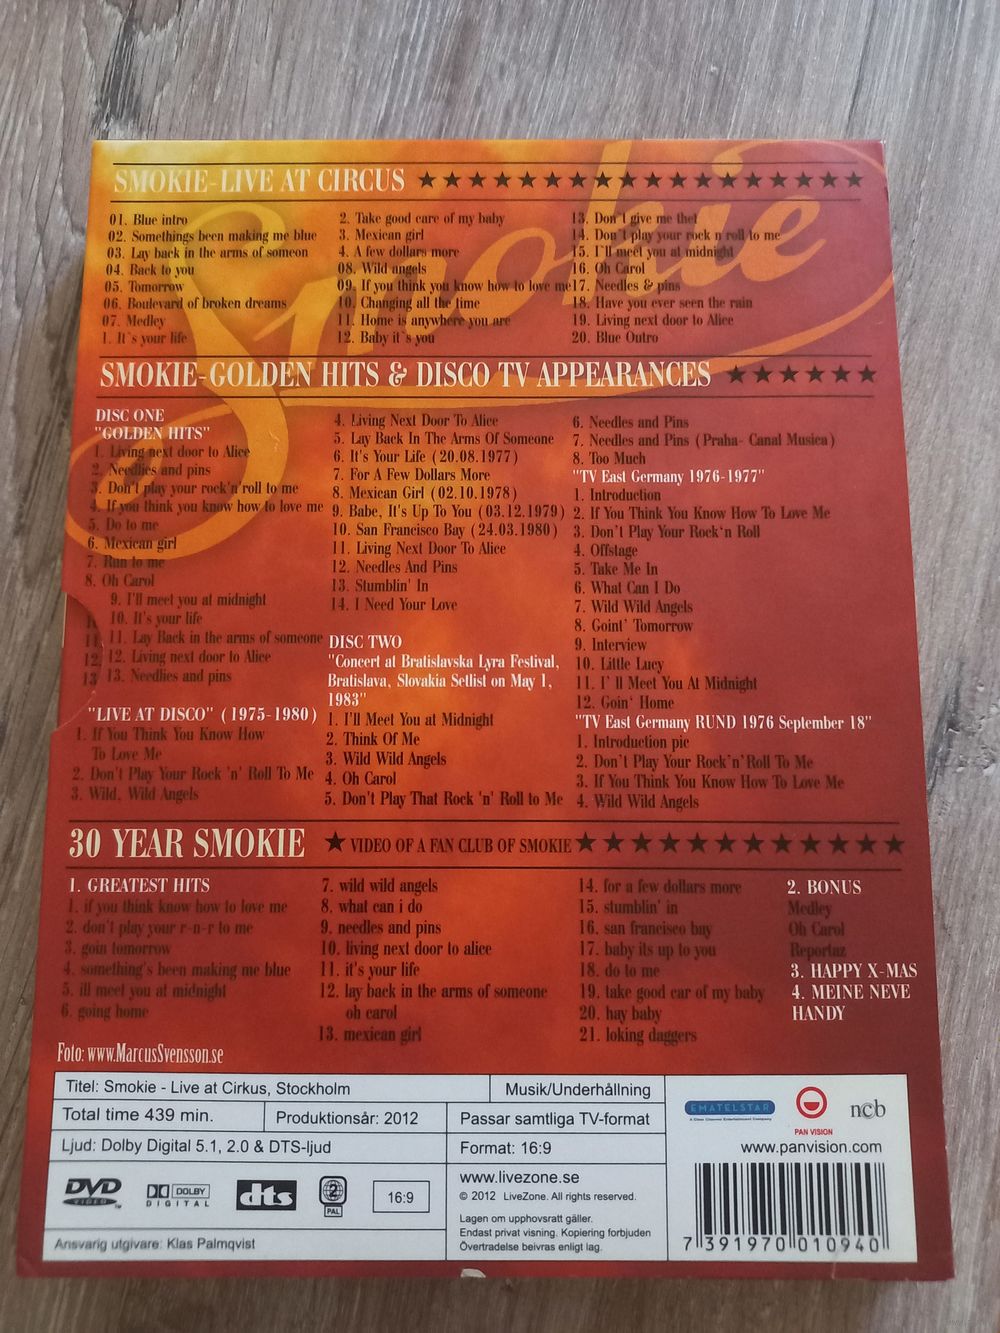 SMOKIE-LIVE AT CIRCUS
01. Blue intro
02. Somethings been making me blue
03. Lay back in the arms of someon
04. Back to you
05. Tomorrow
06. Boulevard of broken dreams
07. Medley
1. It`s your life
2. Take good care of my baby
3. Mexican girl
4. A few dollars more
08. Wild angels
09. If you think you know how to love me
10. Changing all the time
11. Home is anywhere you are
12. Baby it`s you
13. Don`t give me thet
14. Don`t play your rock n roll to me
15. I`ll meet you at midnight
16. Oh Carol
17. Needles & pins
18. Have you ever seen the rain
19. Living next door to Alice
20. Blue Outro
Smokie
SMOKIE-GOLDEN HITS & DISCO TV APPEARANCES
DISC ONE
"GOLDEN HITS"
1. Living next door to Alice
2. Needlies and pins
3. Don't play your rock'n'roll to me
4. If you think you know how to love me
5. Do to me
6. Mexican girl
7. Run to me
8. Oh Carol
9. I'll meet you at midnight
10. It's your life
11. Lay Back in the arms of someone
12. Living next door to Alice
13. Needlies and pins
"LIVE AT DISCO" (1975-1980)
1. If You Think You Know How
To Love Me
2. Don't Play Your Rock 'n' Roll To Me
3. Wild, Wild Angels
4. Living Next Door To Alice
5. Lay Back In The Arms Of Someone
6. It's Your Life (20.08.1977)
7. For A Few Dollars More
8. Mexican Girl (02.10.1978)
9. Babe, It's Up To You (03.12.1979)
10. San Francisco Bay (24.03.1980)
11. Living Next Door To Alice
12. Needles And Pins
13. Stumblin' In
14. I Need Your Love
DISC TWO
"Concert at Bratislavska Lyra Festival,
Bratislava, Slovakia Setlist on May 1,
1983"
1. I'll Meet You at Midnight
2. Think Of Me
3. Wild Wild Angels
4. Oh Carol
5. Don't Play That Rock 'n' Roll to Me
6. Needles and Pins
7. Needles and Pins (Praha- Canal Musica)
8. Too Much
"TV East Germany 1976-1977"
1. Introduction
2. If You Think You Know How To Love Me
3. Don't Play Your Rock'n Roll
4. Offstage
5. Take Me In
6. What Can I Do
7. Wild Wild Angels
8. Goin' Tomorrow
9. Interview
10. Little Lucy
11. I' ll Meet You At Midnight
12. Goin' Home
"TV East Germany RUND 1976 September 18"
1. Introduction pie
2. Don't Play Your Rock'n'Roll To Me
3. If You Think You Know How To Love Me
4. Wild Wild Angels
30 YEAR SMOKIE
VIDEO OF A FAN CLUB OF SMOKIE
1. GREATEST HITS
1. if you think know how to love me
2. don't play your r-n-r to me
3. goin tomorrow
4. something's been making me blue
5. ill meet you at midnight
6. going home
7. wild wild angels
8. what can i do
9. needles and pins
10. living next door to alice
11. it's your life
12. lay back in the arms of someone
oh carol
13. mexican girl
14. for a few dollars more
15. stumblin' in
16. san francisco bay
17. baby its up to you
18. do to me
19. take good car of my baby
20. hay baby
21. loking daggers
2. BONUS
Medley
Oh Carol
Reportaz
3. HAPPY X-MAS
4. MEINE NEVE
HANDY
Foto: www.MarcusSvensson.se
Titel: Smokie - Live at Cirkus, Stockholm
Musik/Underhållning
Total time 439 min.
Produktionsår: 2012
Passar samtliga TV-format
Ljud: Dolby Digital 5.1, 2.0 & DTS-ljud
Format: 16:9
DVD
VIDEO
DOLBY
DIGITAL
dts
2
PAL
16:9
www.livezone.se
© 2012 LiveZone. All rights reserved.
Lagen om upphovsratt gäller.
Endast privat visning. Kopiering forbjuden
Övertradelse beivras enligt lag.
Ansvarig utgivare: Klas Palmqvist
EMATELSTAR
PAN VISION
ncb
www.panvision.com
7 391970 010940